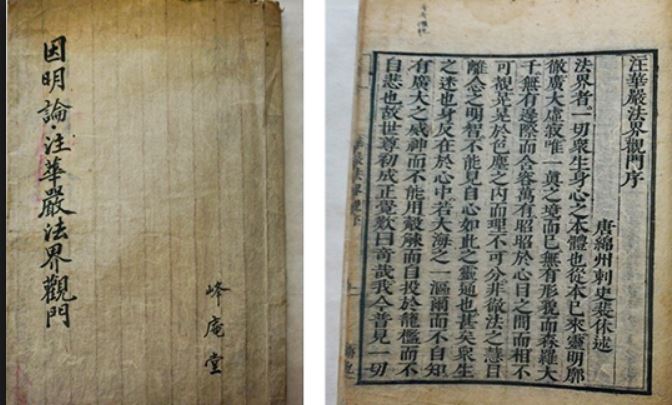 因明論·注華嚴法界觀門
峰庵堂
注華嚴法界觀門序
唐綿州刺史裴休述
法界者一切衆生身心之本體也從本已來靈明廓
徹廣大虛寂唯一真之境而已無有形貌而森羅大
千無有邊際而含容萬有昭昭於心目之間而相不
可覩晃晃於色塵之内而理不可分非徹法之慧目
離念之明智不能見自心如此之靈通也甚矣衆生
之迷也身反在於心中若大海之一漚爾而不自知
有廣大之威神而不能用觳觫而自投於籠檻而不
自悲也故世尊初成正覺歎曰奇哉我今普見一切